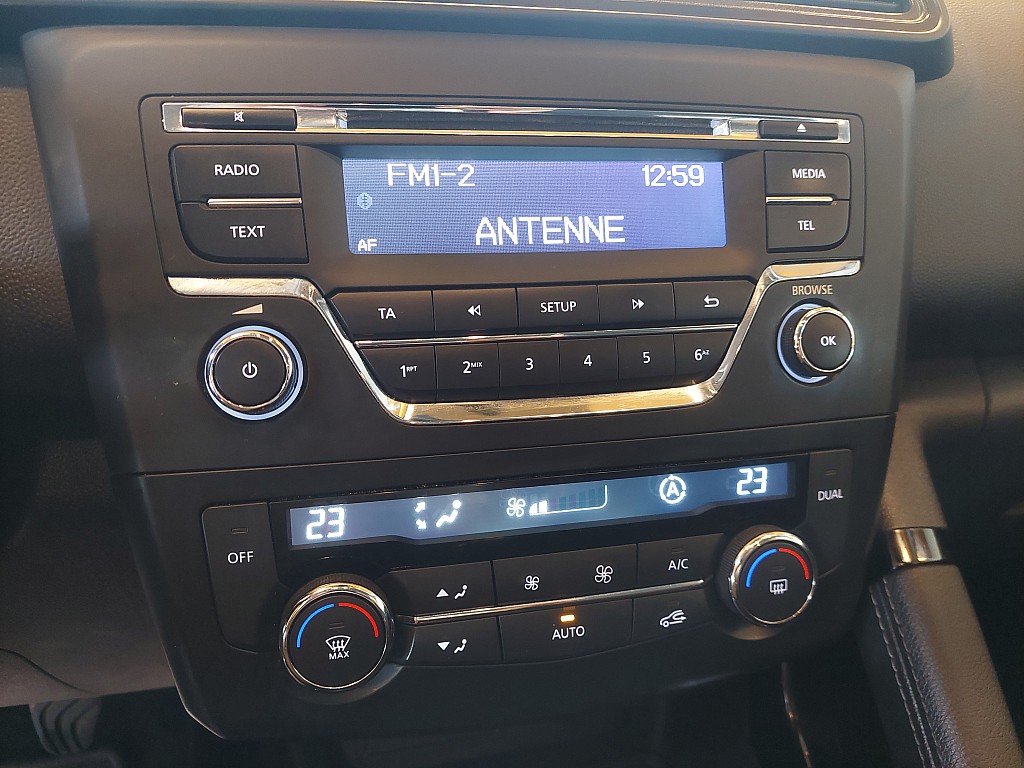 RADIO
TEXT
FM1-2 12:59
ANTENNE
AF
MEDIA
TEL
BROWSE
TA
SETUP
1RPT 2MIX 3 4 5 6AZ
OK
23 A 23
DUAL
OFF
A/C
AUTO
MAX